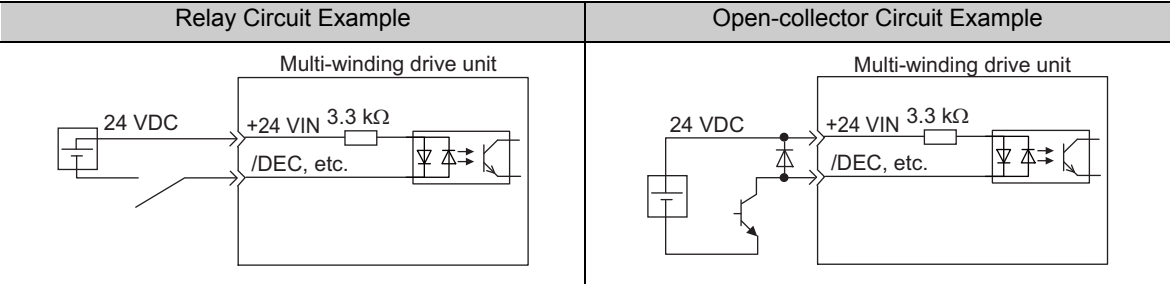 Relay Circuit Example
Open-collector Circuit Example
Multi-winding drive unit
24 VDC
+24 VIN
3.3 kΩ
/DEC, etc.
Multi-winding drive unit
24 VDC
+24 VIN
3.3 kΩ
/DEC, etc.